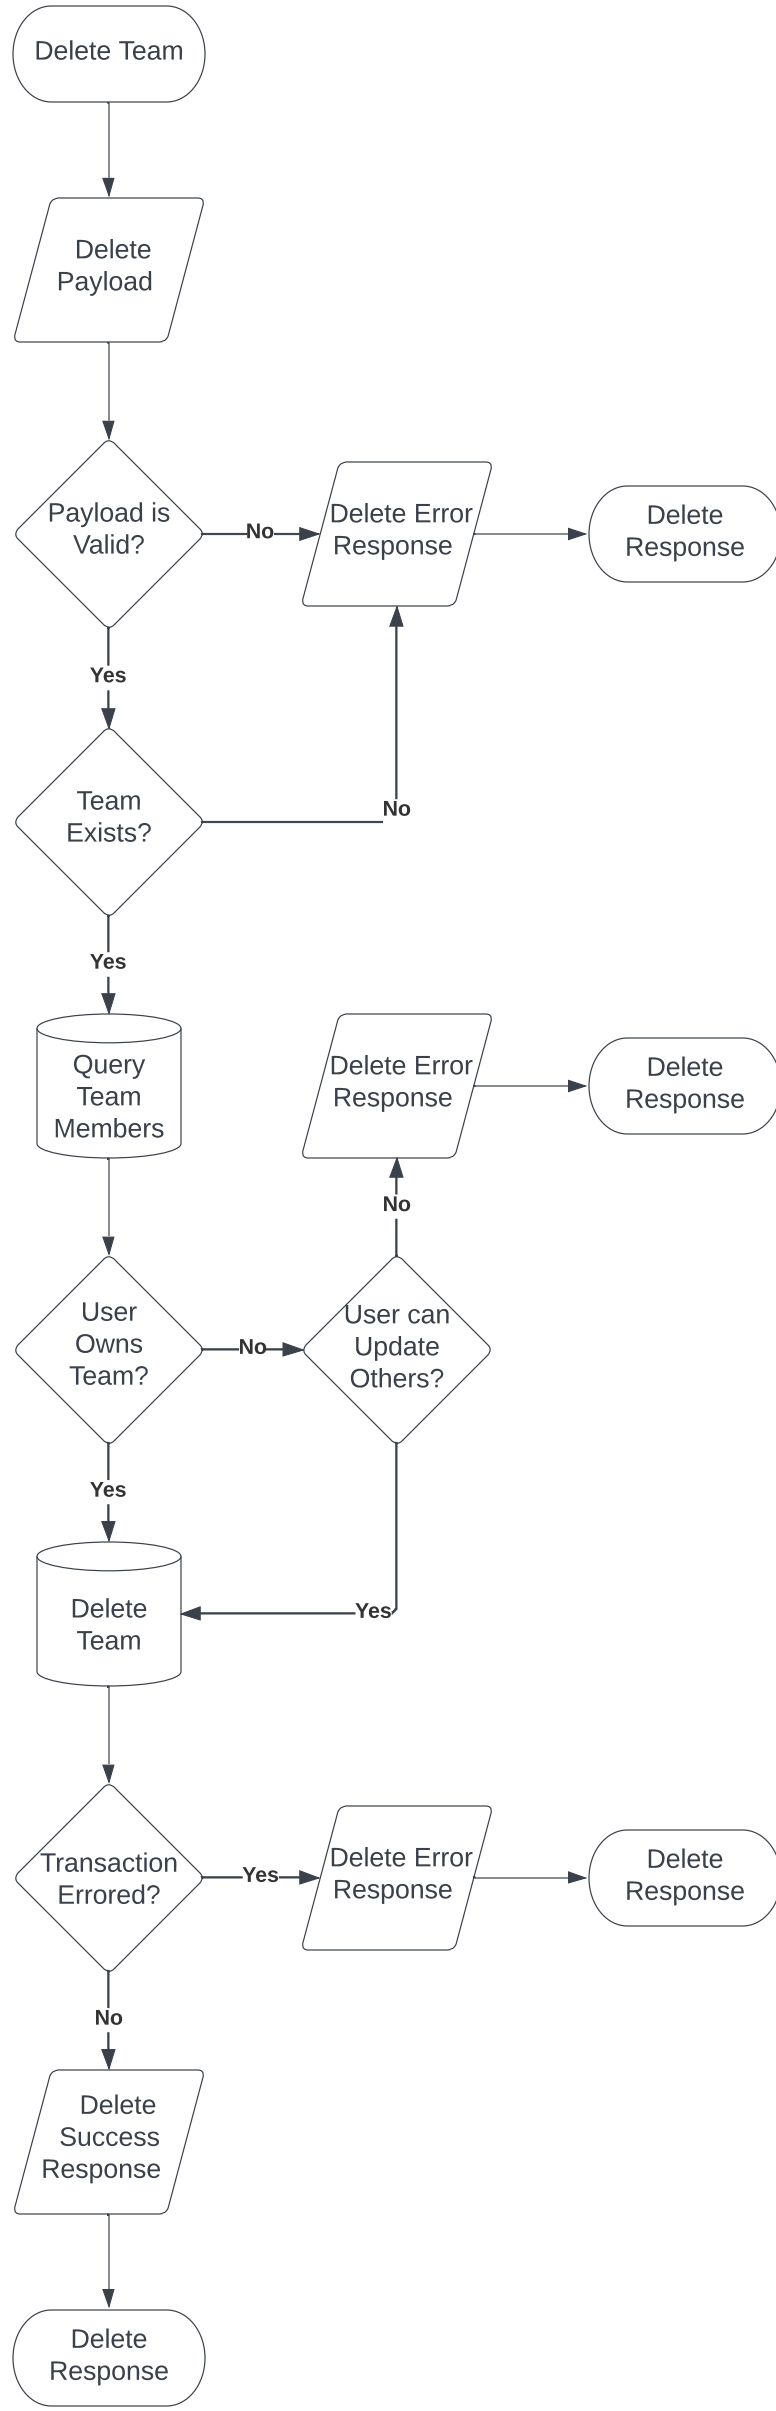 Delete Team
Delete
Payload
Payload is
Valid?
No
Delete Error
Response
Delete
Response
Yes
Team
Exists?
No
Yes
Query
Team
Members
Delete Error
Response
Delete
Response
No
User
Owns
Team?
No
User can
Update
Others?
Yes
Delete
Team
Yes
Transaction
Errored?
Yes
Delete Error
Response
Delete
Response
No
Delete
Success
Response
Delete
Response